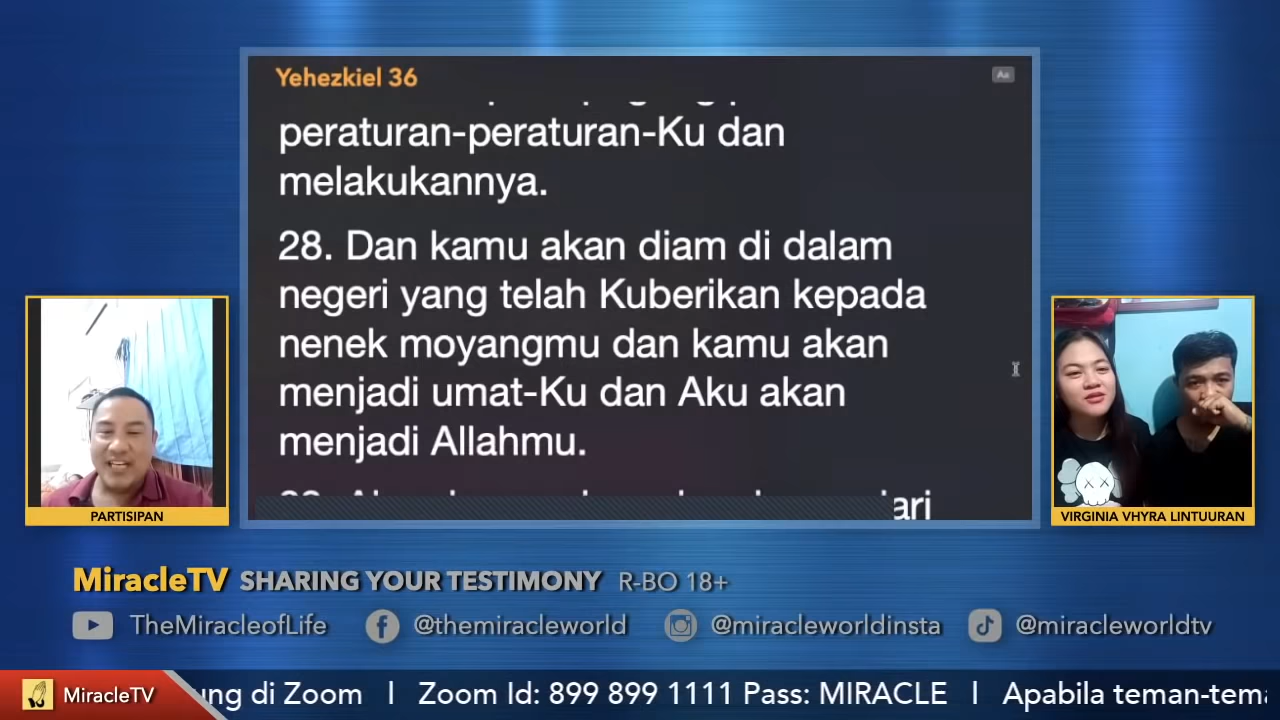 Yehezkiel 36
Aa
peraturan-peraturan-Ku dan
melakukannya.
28. Dan kamu akan diam di dalam
negeri yang telah Kuberikan kepada
nenek moyangmu dan kamu akan
menjadi umat-Ku dan Aku akan
menjadi Allahmu.
PARTISIPAN
VIRGINIA VHYRA LINTUURAN
MiracleTV SHARING YOUR TESTIMONY R-BO 18+
TheMiracleofLife @themiracleworld @miracleworldinsta @miracleworldtv
MiracleTV ung di Zoom | Zoom Id: 899 899 1111 Pass: MIRACLE | Apabila teman-tema